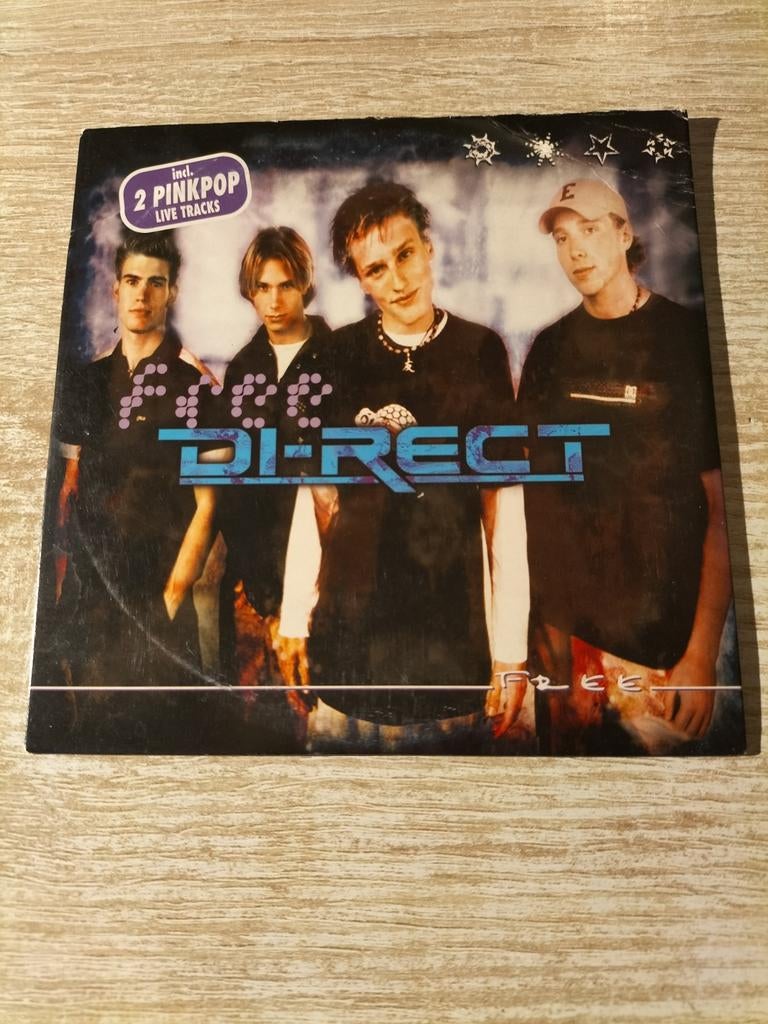 incl.
2 PINKPOP
LIVE TRACKS
E
Free
DI-RECT
FREE